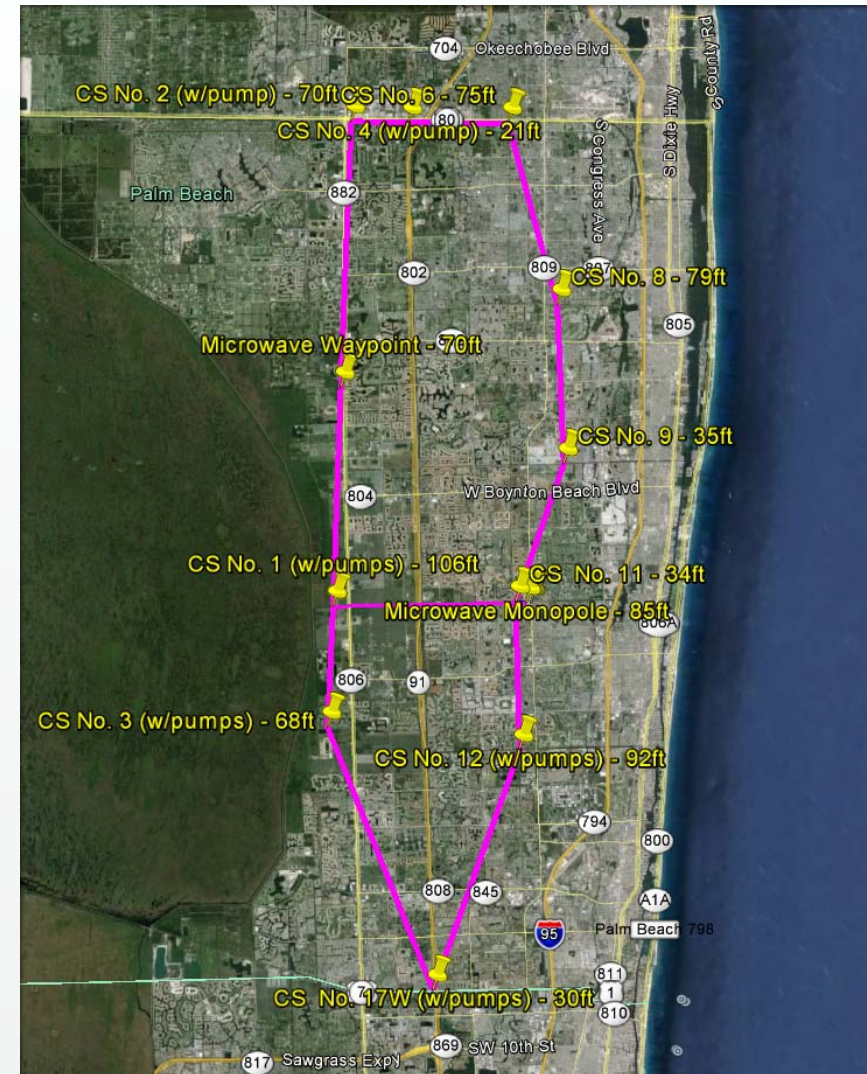 704
Okeechobee Blvd
S County Rd
CS No. 2 (w/pump) - 70ft
CS No. 6 - 75ft
80
CS No. 4 (w/pump) - 21ft
S Dixie Hwy
S Congress Ave
882
Palm Beach
802
809
CS No. 8 - 79ft
805
Microwave Waypoint - 70ft
CS No. 9 - 35ft
804
W Boynton Beach Blvd
CS No. 1 (w/pumps) - 106ft
CS No. 11 - 34ft
Microwave Monopole - 85ft
806
91
CS No. 3 (w/pumps) - 68ft
CS No. 12 (w/pumps) - 92ft
794
800
808
845
A1A
95
Palm Beach 798
811
7
CS No. 17W (w/pumps) - 30ft
1
810
869
SW 10th St
817
Sawgrass Expy